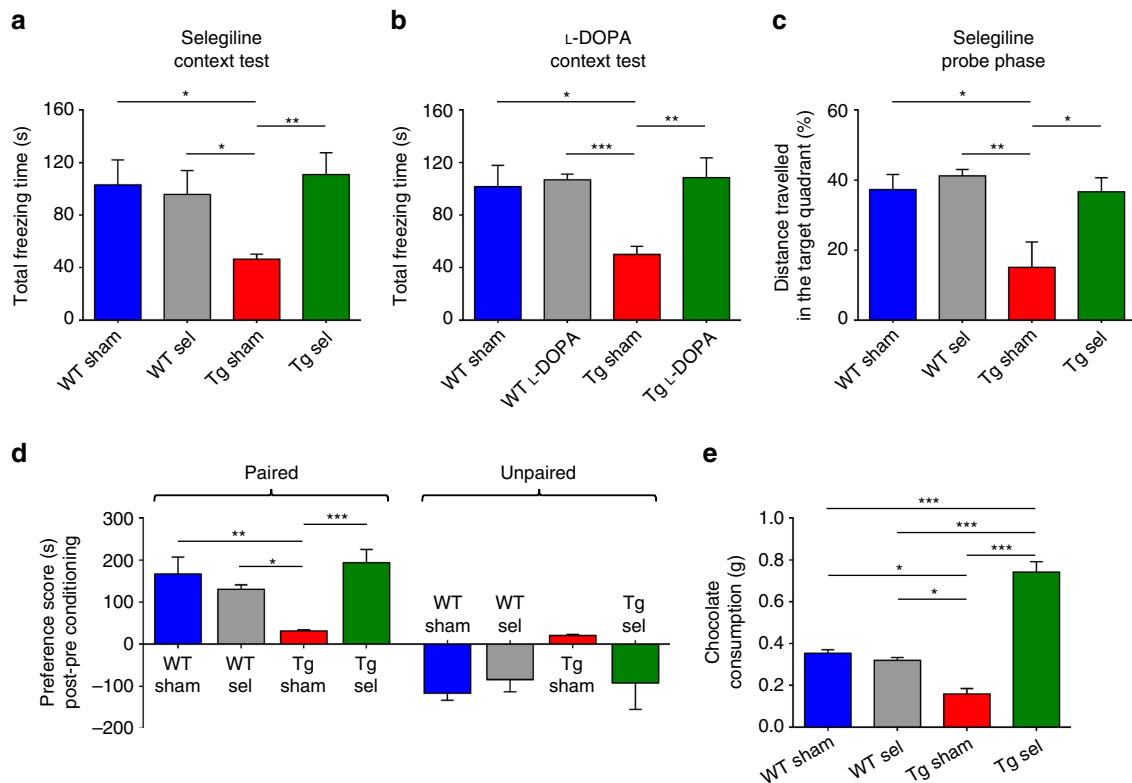 a
Selegiline
context test
Total freezing time (s)
160
120
80
40
0
*
**
*
WT sham
WT sel
Tg sham
Tg sel
b
L-DOPA
context test
Total freezing time (s)
160
120
80
40
0
*
**
***
WT sham
WT L-DOPA
Tg sham
Tg L-DOPA
c
Selegiline
probe phase
Distance travelled
in the target quadrant (%)
60
40
20
0
*
*
**
WT sham
WT sel
Tg sham
Tg sel
d
Paired
Unpaired
Preference score (s)
post-pre conditioning
300
200
100
0
−100
−200
***
**
*
WT
sham
WT
sel
Tg
sham
Tg
sel
WT
sham
WT
sel
Tg
sham
Tg
sel
e
Chocolate
consumption (g)
1.0
0.8
0.6
0.4
0.2
0.0
***
***
***
*
*
WT sham
WT sel
Tg sham
Tg sel